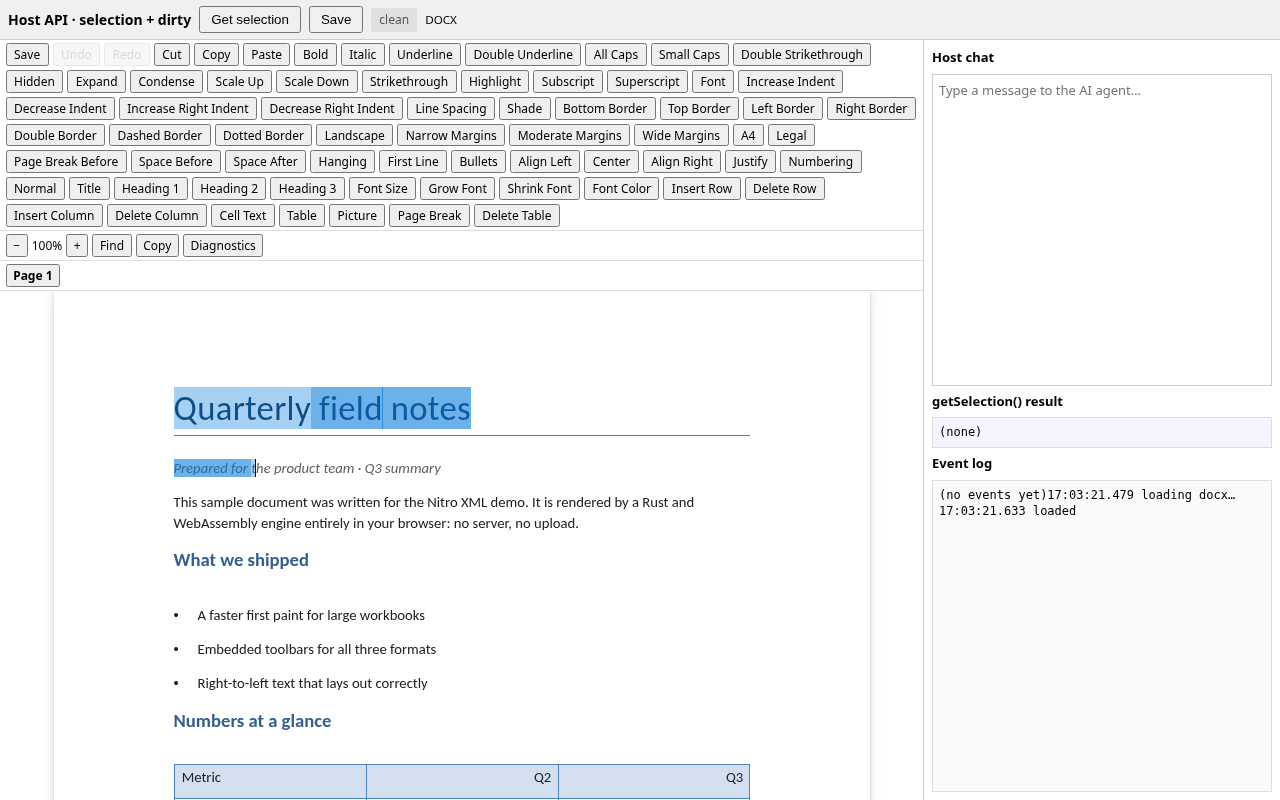 Host API · selection + dirty Get selection Save clean DOCX
Save Undo Redo Cut Copy Paste Bold Italic Underline Double Underline All Caps Small Caps Double Strikethrough
Hidden Expand Condense Scale Up Scale Down Strikethrough Highlight Subscript Superscript Font Increase Indent
Decrease Indent Increase Right Indent Decrease Right Indent Line Spacing Shade Bottom Border Top Border Left Border Right Border
Double Border Dashed Border Dotted Border Landscape Narrow Margins Moderate Margins Wide Margins A4 Legal
Page Break Before Space Before Space After Hanging First Line Bullets Align Left Center Align Right Justify Numbering
Normal Title Heading 1 Heading 2 Heading 3 Font Size Grow Font Shrink Font Font Color Insert Row Delete Row
Insert Column Delete Column Cell Text Table Picture Page Break Delete Table
− 100% + Find Copy Diagnostics
Page 1
Quarterly field notes
Prepared for the product team · Q3 summary
This sample document was written for the Nitro XML demo. It is rendered by a Rust and
WebAssembly engine entirely in your browser: no server, no upload.
What we shipped
• A faster first paint for large workbooks
• Embedded toolbars for all three formats
• Right-to-left text that lays out correctly
Numbers at a glance
Metric Q2 Q3
Host chat
Type a message to the AI agent…
getSelection() result
(none)
Event log
(no events yet)17:03:21.479 loading docx…
17:03:21.633 loaded